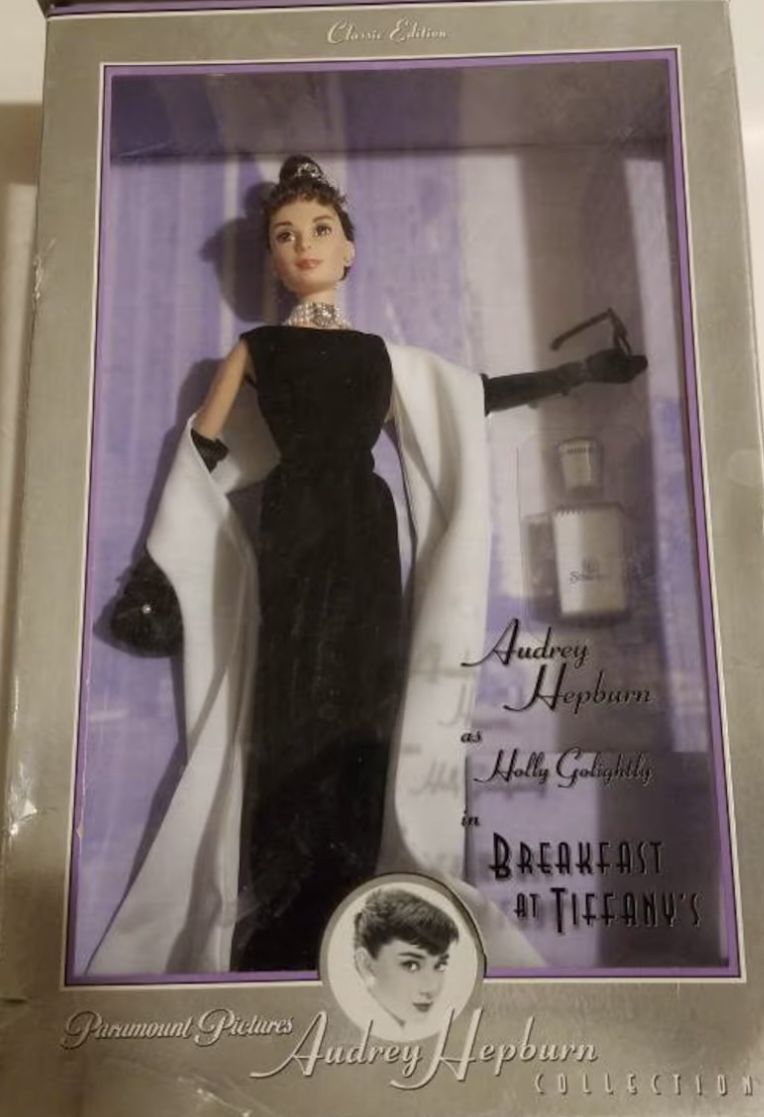 Classic Edition
Audrey
Hepburn
as
Holly Golightly
in
BREAKFAST
AT TIFFANY'S
Paramount Pictures
Audrey Hepburn
COLLECTION